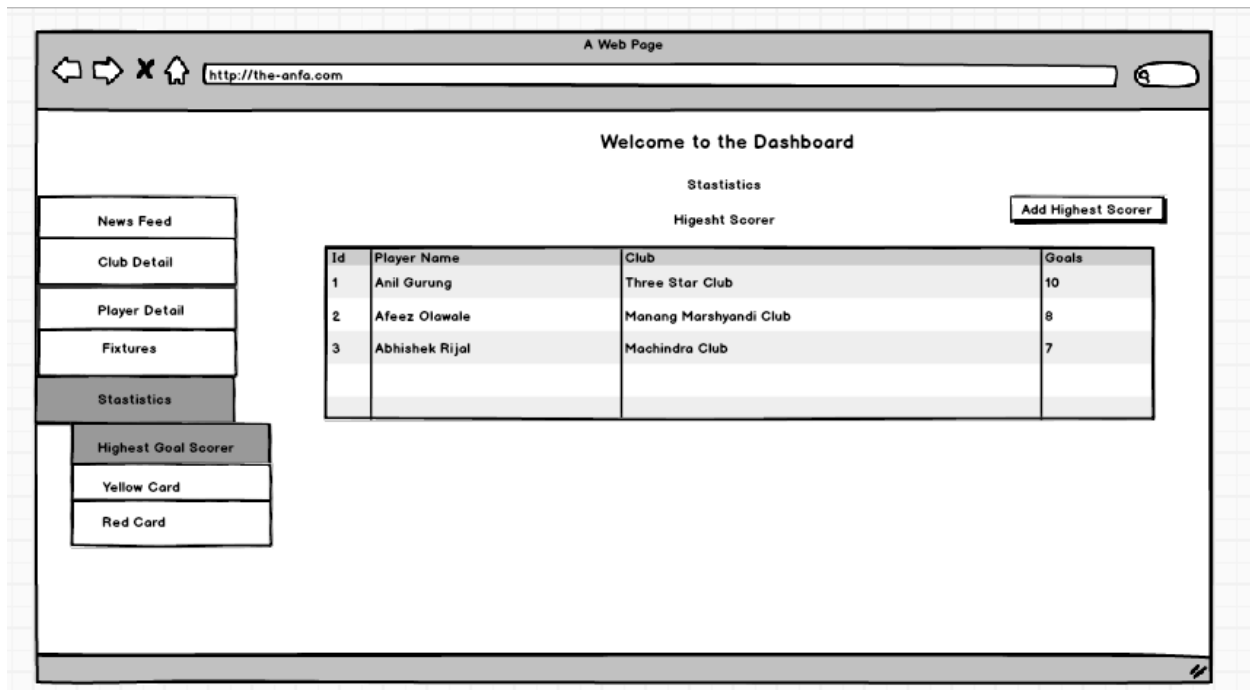 A Web Page
http://the-anfa.com
Welcome to the Dashboard
Stastistics
Higesht Scorer
Add Highest Scorer
News Feed
Club Detail
Player Detail
Fixtures
Stastistics
Highest Goal Scorer
Yellow Card
Red Card
Id Player Name Club Goals
1 Anil Gurung Three Star Club 10
2 Afeez Olawale Manang Marshyandi Club 8
3 Abhishek Rijal Machindra Club 7